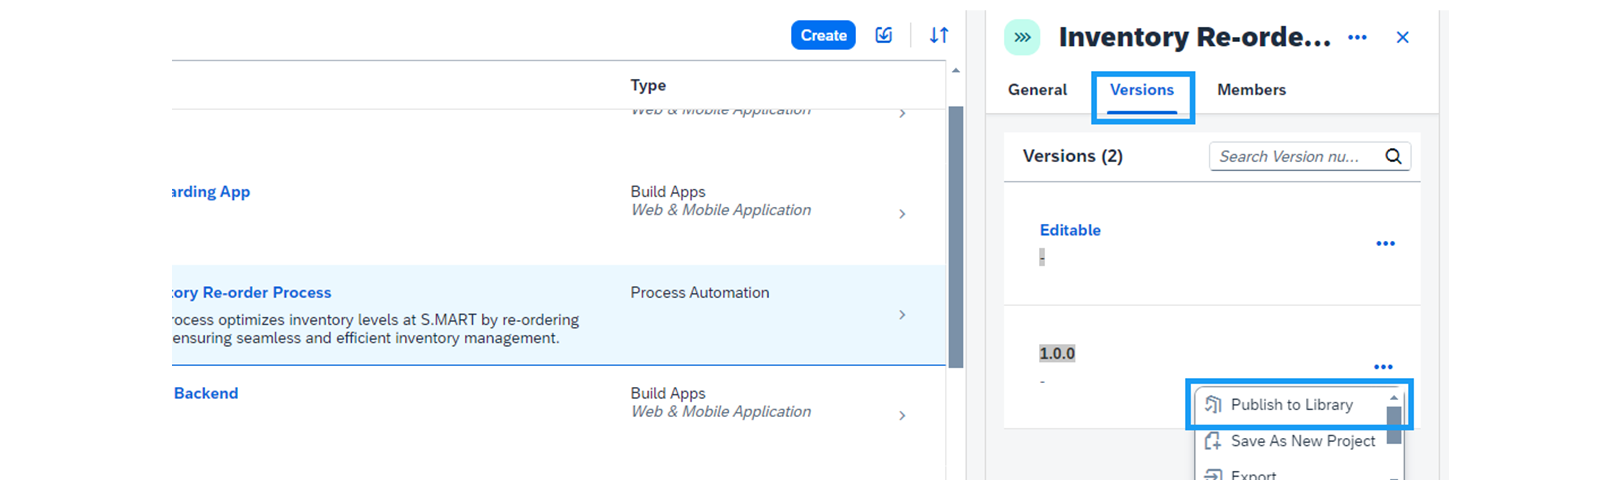 Create
Inventory Re-orde...
General
Versions
Members
Type
Web & Mobile Application
Versions (2)
Search Version nu...
arding App
Build Apps
Web & Mobile Application
Editable
-
tory Re-order Process
Process Automation
rocess optimizes inventory levels at S.MART by re-ordering
ensuring seamless and efficient inventory management.
1.0.0
-
Backend
Build Apps
Web & Mobile Application
Publish to Library
Save As New Project
Export